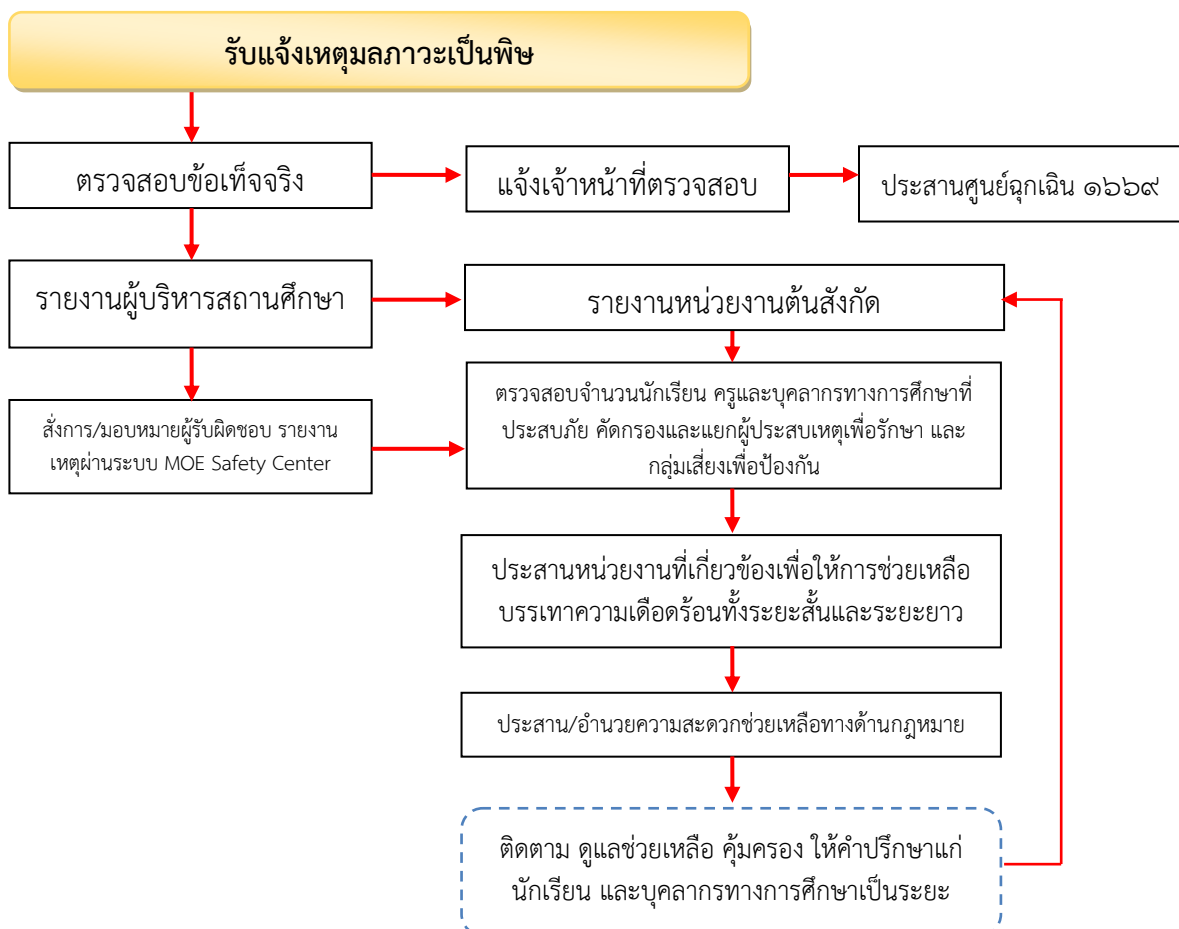 รับแจ้งเหตุมลภาวะเป็นพิษ
ตรวจสอบข้อเท็จจริง
แจ้งเจ้าหน้าที่ตรวจสอบ
ประสานศูนย์ฉุกเฉิน ๑๖๖๙
รายงานผู้บริหารสถานศึกษา
รายงานหน่วยงานต้นสังกัด
สั่งการ/มอบหมายผู้รับผิดชอบ รายงาน
เหตุผ่านระบบ MOE Safety Center
ตรวจสอบจำนวนนักเรียน ครูและบุคลากรทางการศึกษาที่
ประสบภัย คัดกรองและแยกผู้ประสบเหตุเพื่อรักษา และ
กลุ่มเสี่ยงเพื่อป้องกัน
ประสานหน่วยงานที่เกี่ยวข้องเพื่อให้การช่วยเหลือ
บรรเทาความเดือดร้อนทั้งระยะสั้นและระยะยาว
ประสาน/อำนวยความสะดวกช่วยเหลือทางด้านกฎหมาย
ติดตาม ดูแลช่วยเหลือ คุ้มครอง ให้คำปรึกษาแก่
นักเรียน และบุคลากรทางการศึกษาเป็นระยะ